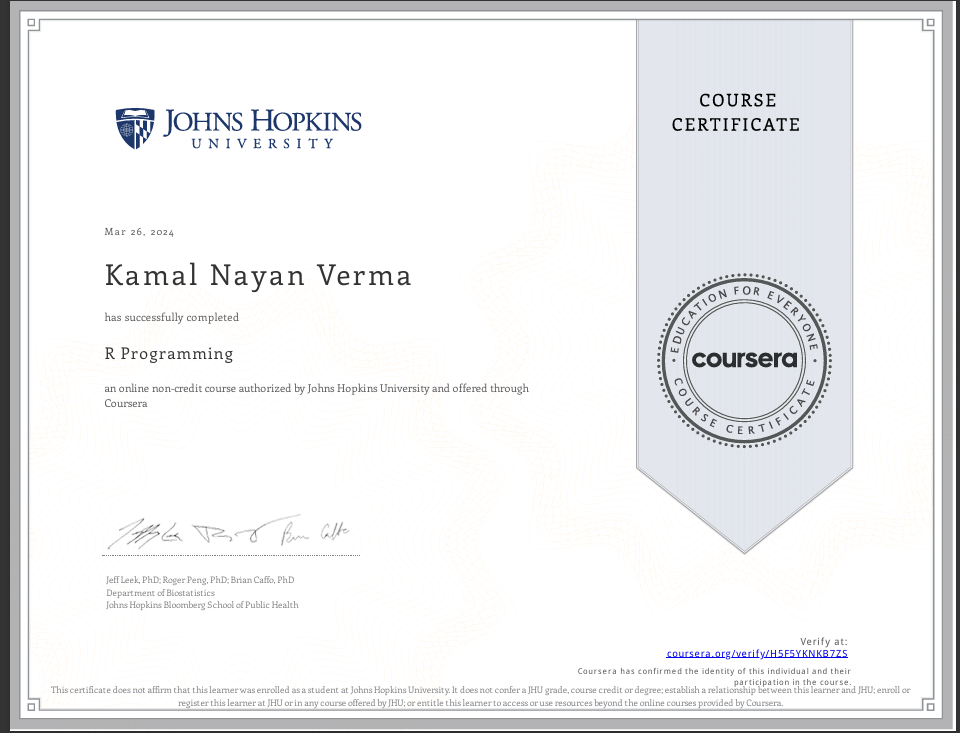 JOHNS HOPKINS
UNIVERSITY
COURSE
CERTIFICATE
Mar 26, 2024
Kamal Nayan Verma
has successfully completed
R Programming
an online non-credit course authorized by Johns Hopkins University and offered through
Coursera
EDUCATION FOR EVERYONE
coursera
COURSE CERTIFICATE
Jeff Leek, PhD; Roger Peng, PhD; Brian Caffo, PhD
Department of Biostatistics
Johns Hopkins Bloomberg School of Public Health
Verify at:
coursera.org/verify/H5F5YKNKB7ZS
Coursera has confirmed the identity of this individual and their
participation in the course.
This certificate does not affirm that this learner was enrolled as a student at Johns Hopkins University. It does not confer a JHU grade, course credit or degree; establish a relationship between this learner and JHU; enroll or
register this learner at JHU or in any course offered by JHU; or entitle this learner to access or use resources beyond the online courses provided by Coursera.